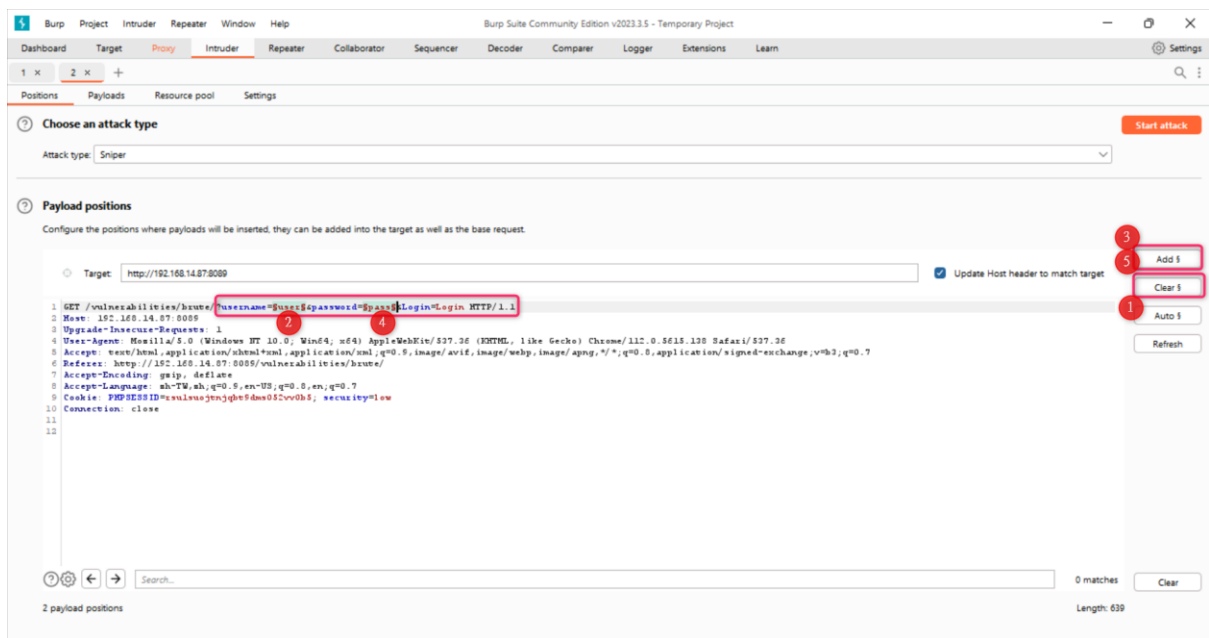 Burp Project Intruder Repeater Window Help Burp Suite Community Edition v2023.3.5 - Temporary Project
Dashboard Target Proxy Intruder Repeater Collaborator Sequencer Decoder Comparer Logger Extensions Learn Settings
1 × 2 × +
Positions Payloads Resource pool Settings
Choose an attack type Start attack
Attack type: Sniper
Payload positions
Configure the positions where payloads will be inserted, they can be added into the target as well as the base request.
3 Add §
5
Target: http://192.168.14.87:8089 Update Host header to match target
Clear §
1 Auto §
Refresh
1 GET /vulnerabilities/brute/?username=§user§&password=§pass§&Login=Login HTTP/1.1
2 Host: 192.168.14.87:8089
2 4
3 Upgrade-Insecure-Requests: 1
4 User-Agent: Mozilla/5.0 (Windows NT 10.0; Win64; x64) AppleWebKit/537.36 (KHTML, like Gecko) Chrome/112.0.5615.138 Safari/537.36
5 Accept: text/html,application/xhtml+xml,application/xml;q=0.9,image/avif,image/webp,image/apng,*/*;q=0.8,application/signed-exchange;v=b3;q=0.7
6 Referer: http://192.168.14.87:8089/vulnerabilities/brute/
7 Accept-Encoding: gzip, deflate
8 Accept-Language: zh-TW,zh;q=0.9,en-US;q=0.8,en;q=0.7
9 Cookie: security=low
10 Connection: close
11
12
Search... 0 matches Clear
2 payload positions Length: 639